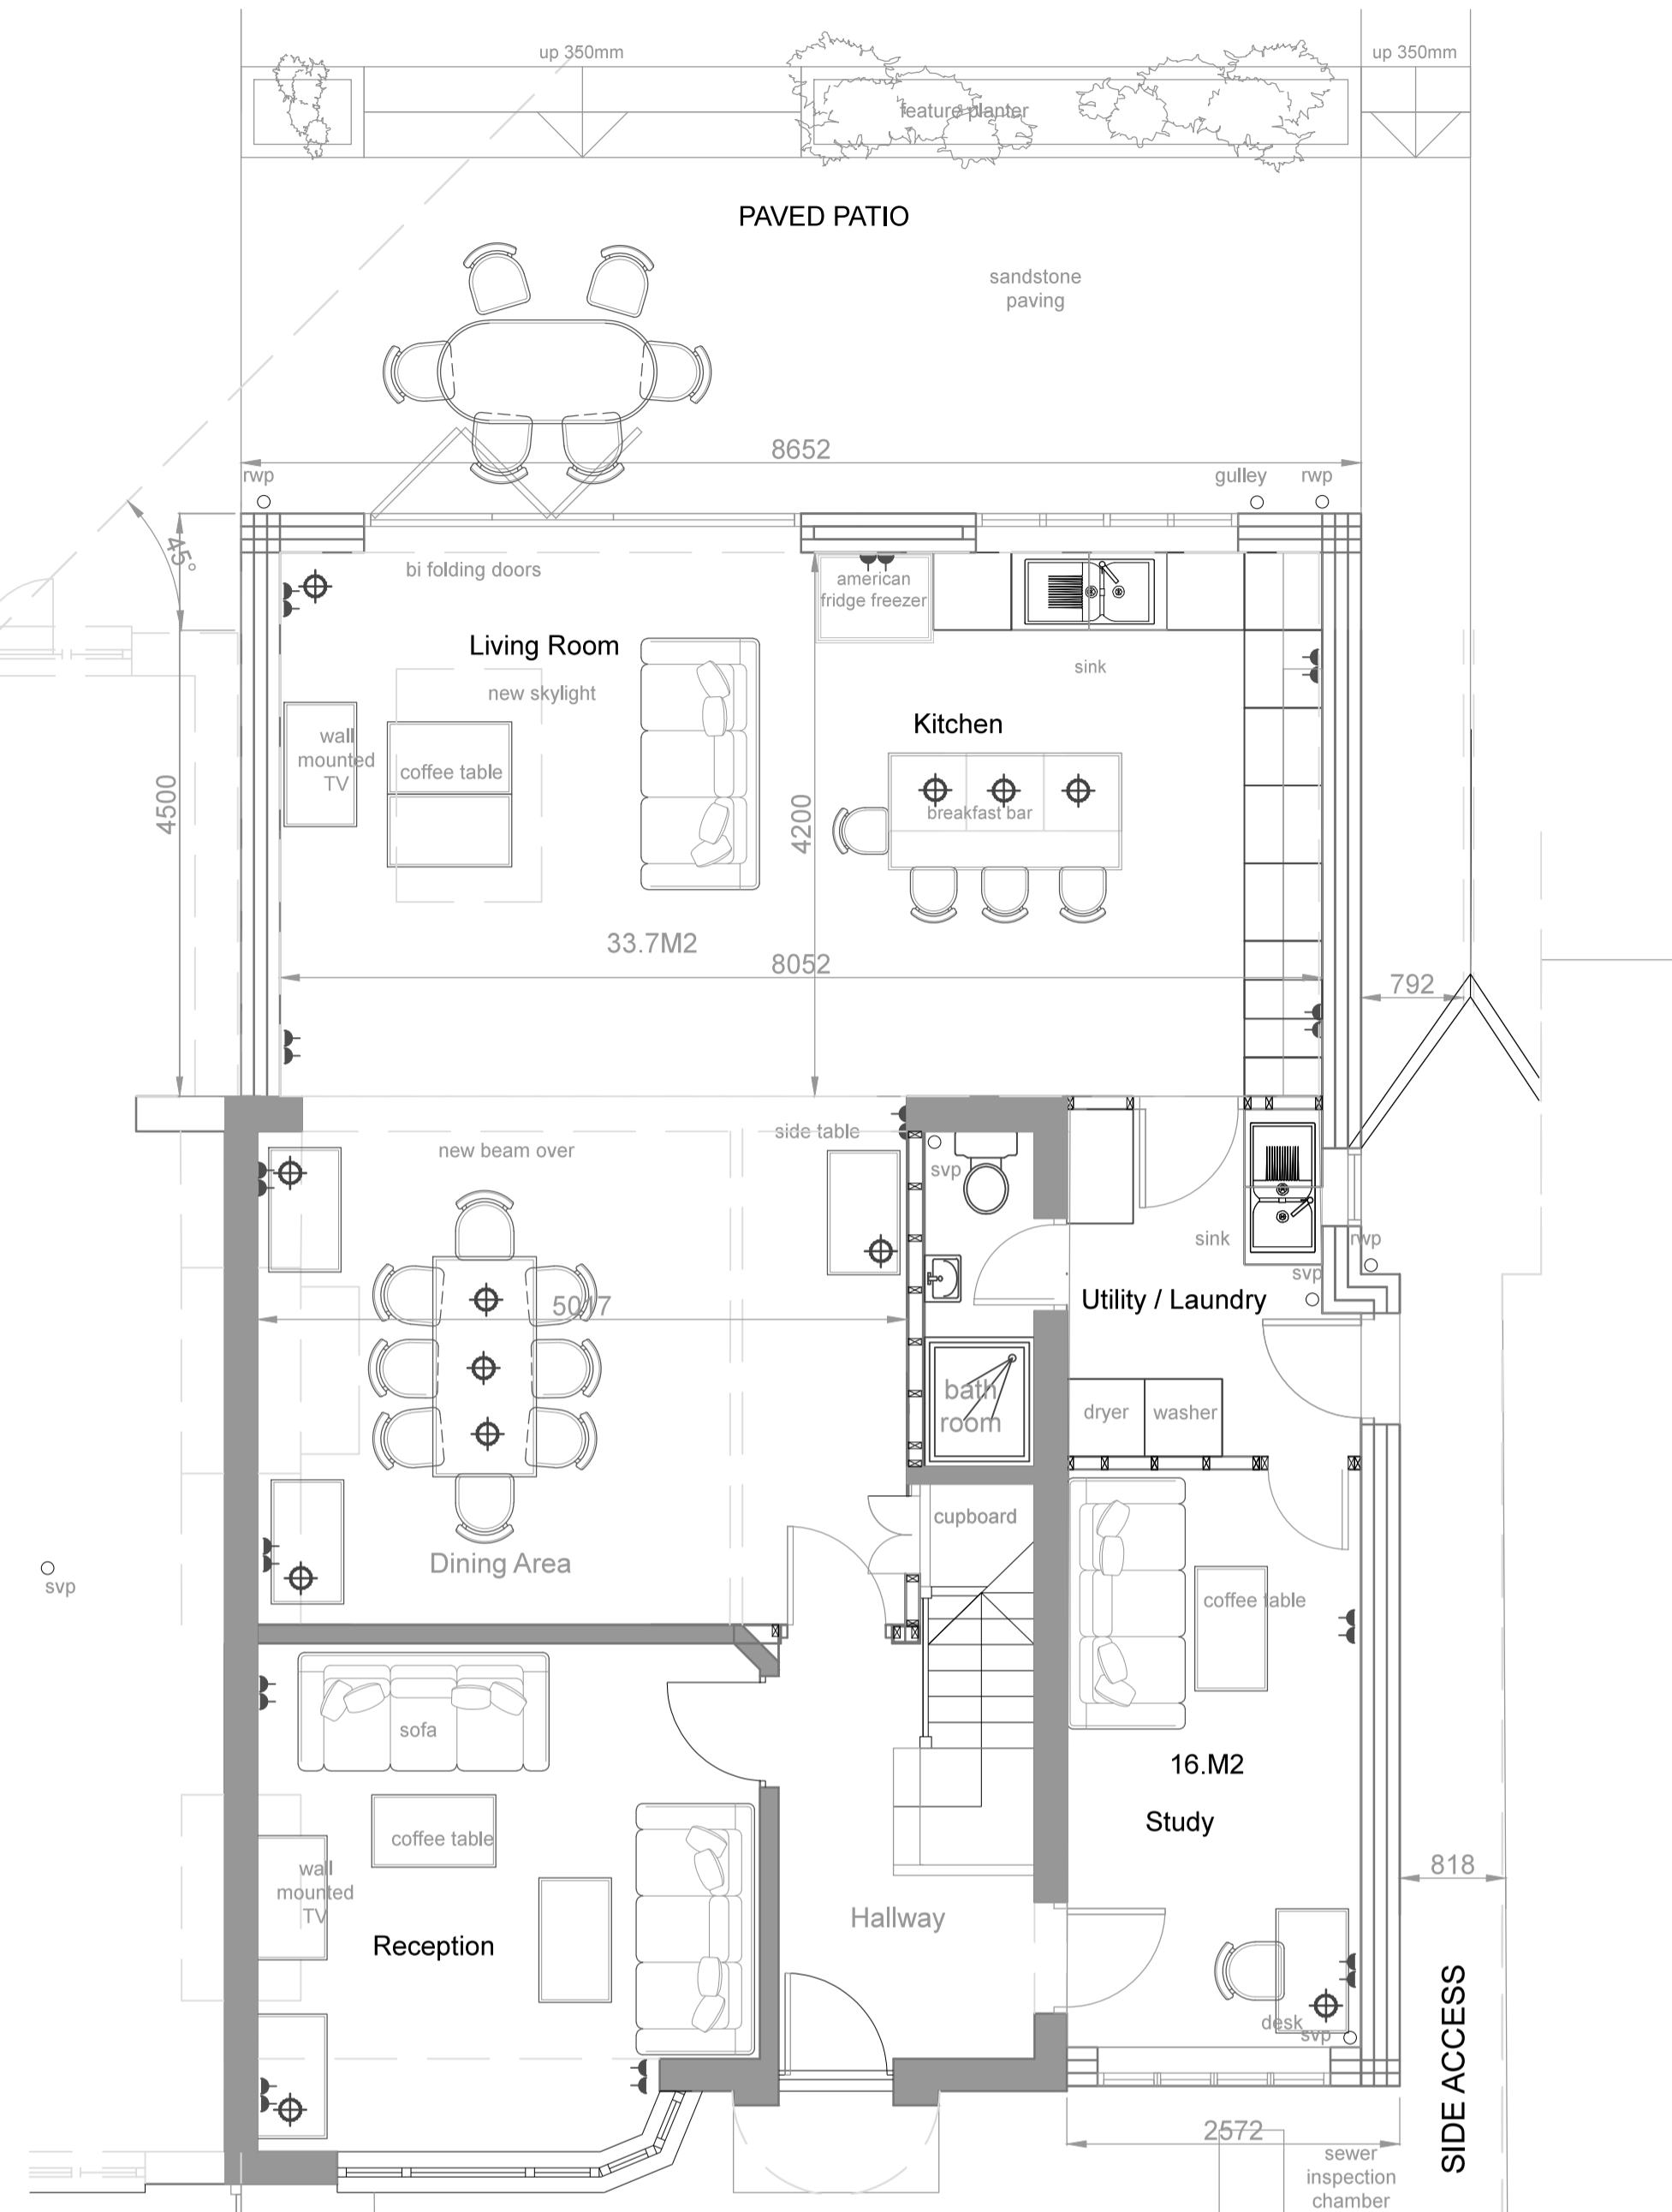 up 350mm
up 350mm
feature planter
PAVED PATIO
sandstone
paving
8652
rwp
gulley
rwp
45°
bi folding doors
american
fridge freezer
Living Room
sink
new skylight
Kitchen
wall
mounted
TV
coffee table
4500
4200
breakfast bar
33.7M2
8052
792
new beam over
side table
svp
sink
rwp
svp
5017
Utility / Laundry
bath
room
dryer
washer
cupboard
Dining Area
svp
coffee table
sofa
16.M2
Study
coffee table
wall
mounted
TV
818
Hallway
Reception
desk
svp
SIDE ACCESS
2572
sewer
inspection
chamber